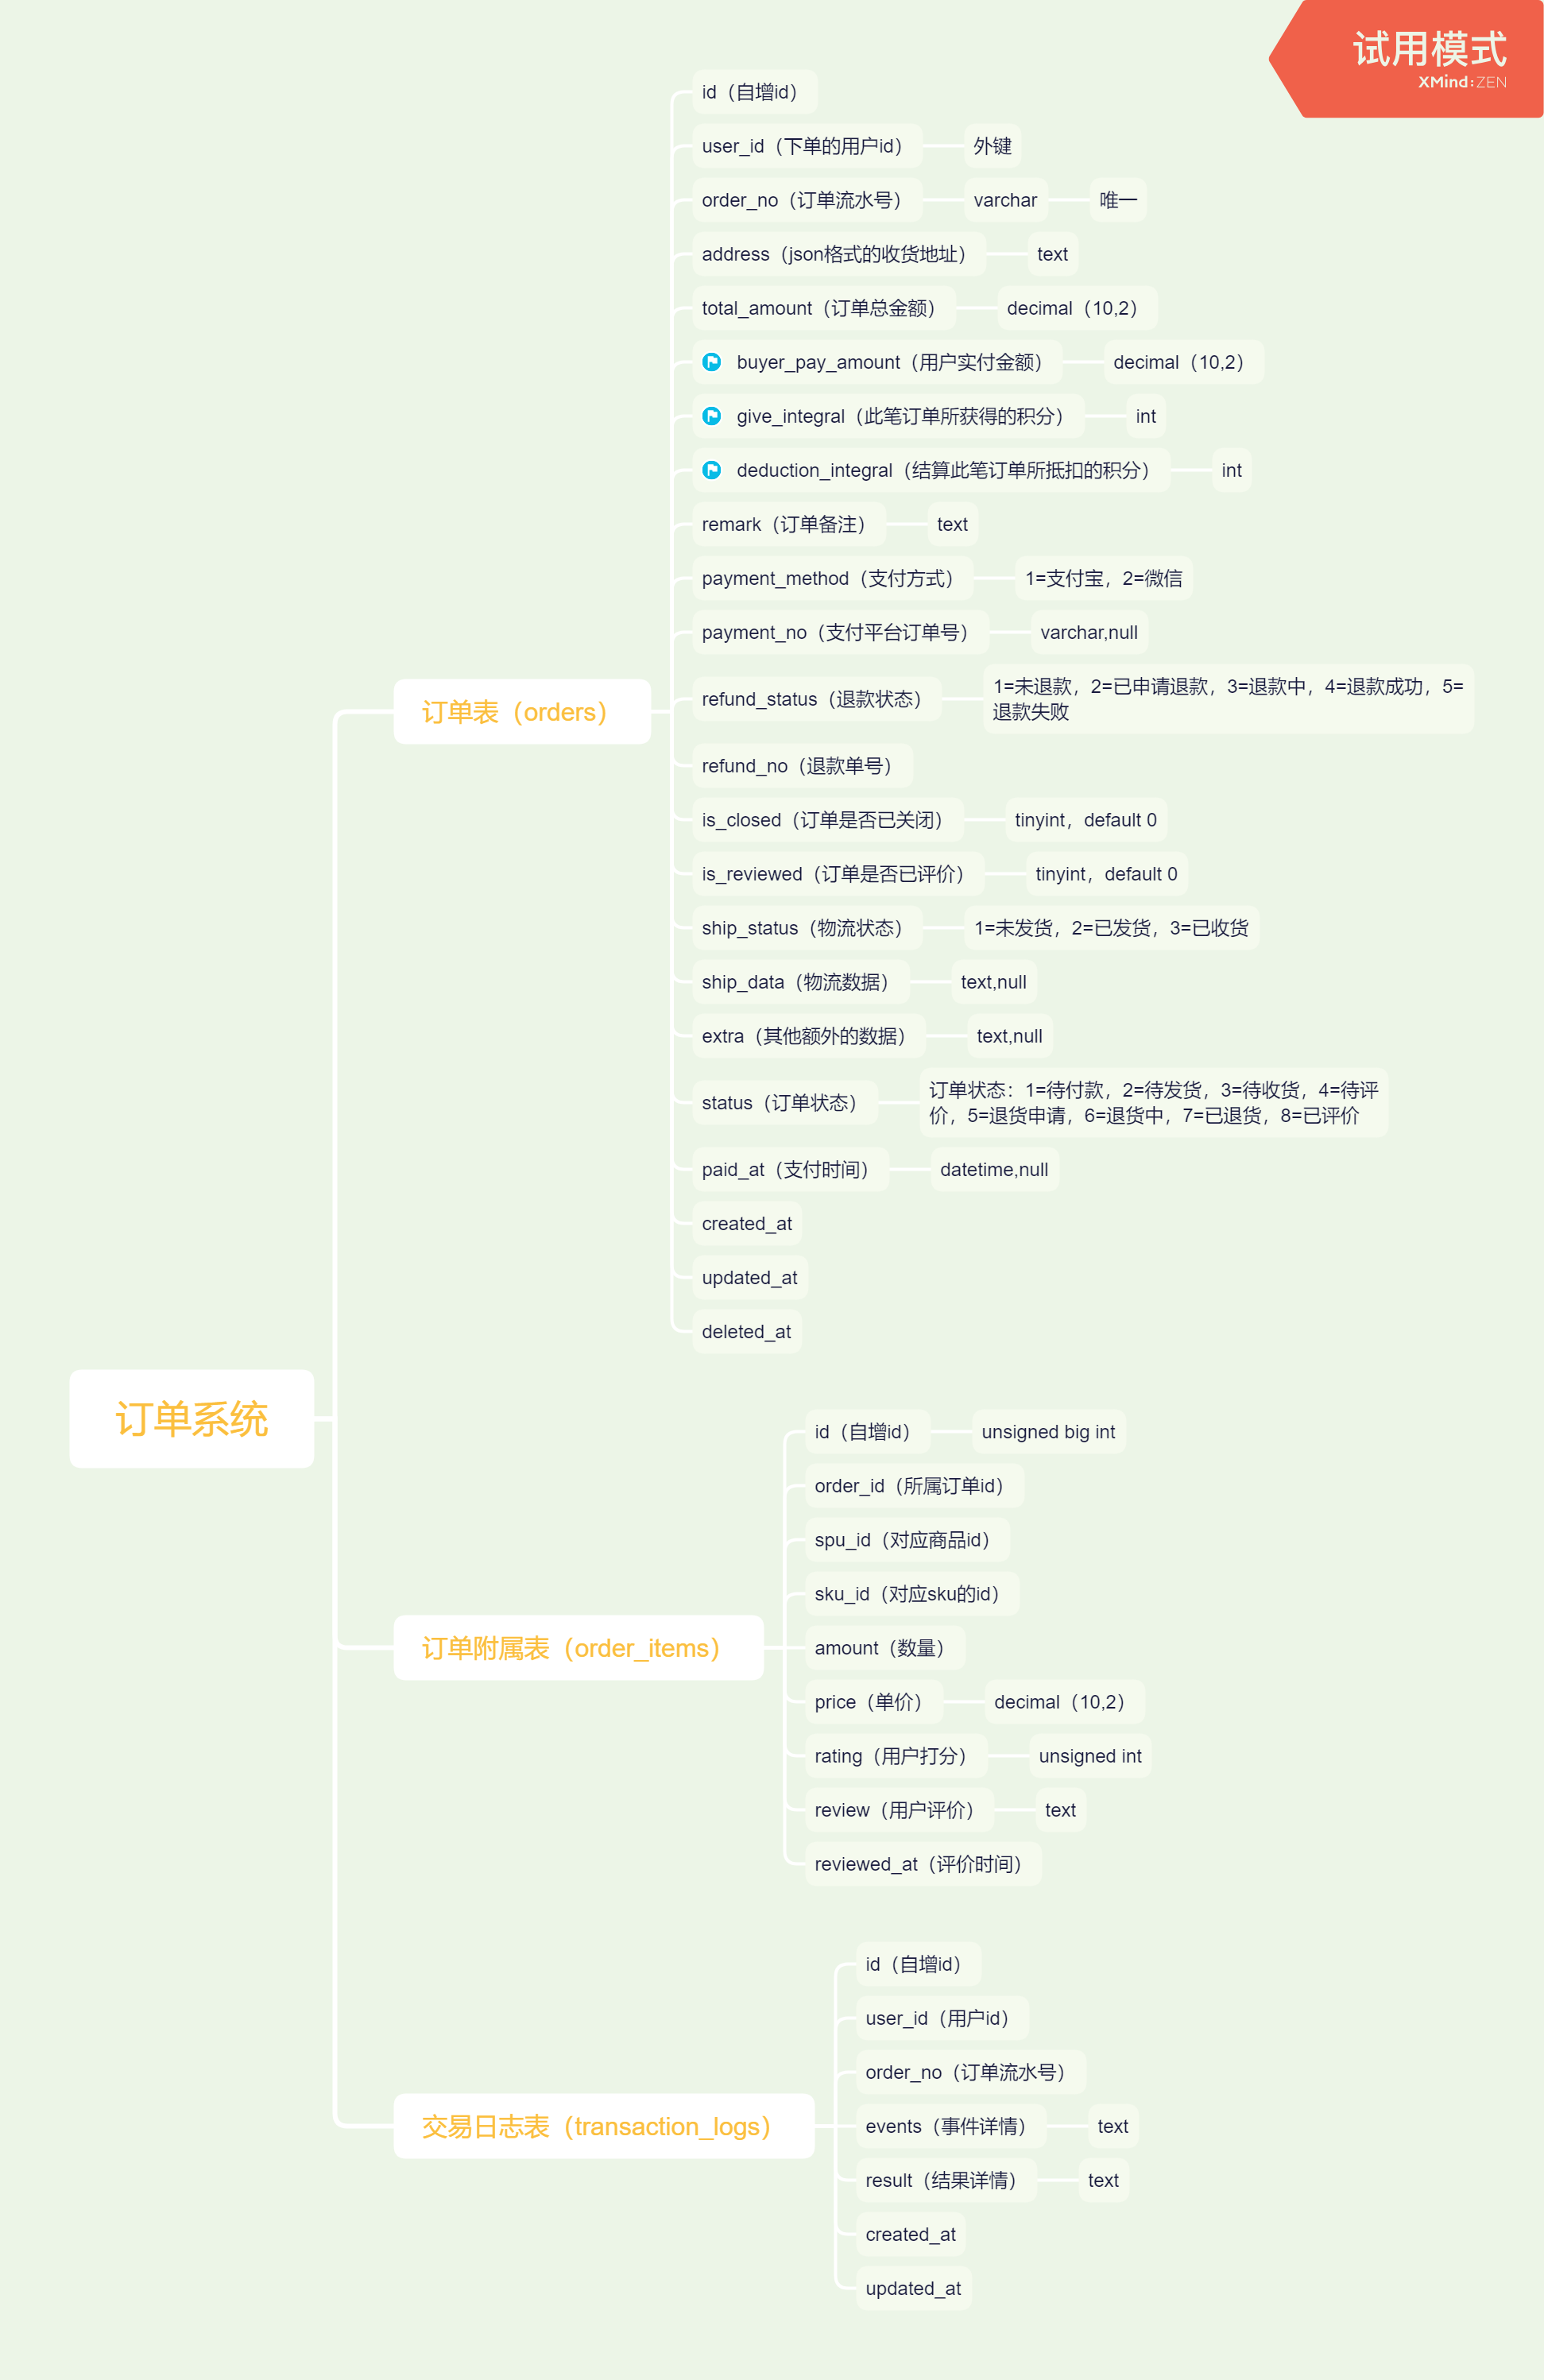 试用模式
XMind:ZEN
id（自增id）
user_id（下单的用户id）
外键
order_no（订单流水号）
varchar
唯一
address（json格式的收货地址）
text
total_amount（订单总金额）
decimal（10,2）
buyer_pay_amount（用户实付金额）
decimal（10,2）
give_integral（此笔订单所获得的积分）
int
deduction_integral（结算此笔订单所抵扣的积分）
int
remark（订单备注）
text
payment_method（支付方式）
1=支付宝，2=微信
payment_no（支付平台订单号）
varchar,null
订单表（orders）
refund_status（退款状态）
1=未退款，2=已申请退款，3=退款中，4=退款成功，5=
退款失败
refund_no（退款单号）
is_closed（订单是否已关闭）
tinyint，default 0
is_reviewed（订单是否已评价）
tinyint，default 0
ship_status（物流状态）
1=未发货，2=已发货，3=已收货
ship_data（物流数据）
text,null
extra（其他额外的数据）
text,null
status（订单状态）
订单状态：1=待付款，2=待发货，3=待收货，4=待评
价，5=退货申请，6=退货中，7=已退货，8=已评价
paid_at（支付时间）
datetime,null
created_at
updated_at
deleted_at
订单系统
id（自增id）
unsigned big int
order_id（所属订单id）
spu_id（对应商品id）
sku_id（对应sku的id）
订单附属表（order_items）
amount（数量）
price（单价）
decimal（10,2）
rating（用户打分）
unsigned int
review（用户评价）
text
reviewed_at（评价时间）
id（自增id）
user_id（用户id）
order_no（订单流水号）
交易日志表（transaction_logs）
events（事件详情）
text
result（结果详情）
text
created_at
updated_at